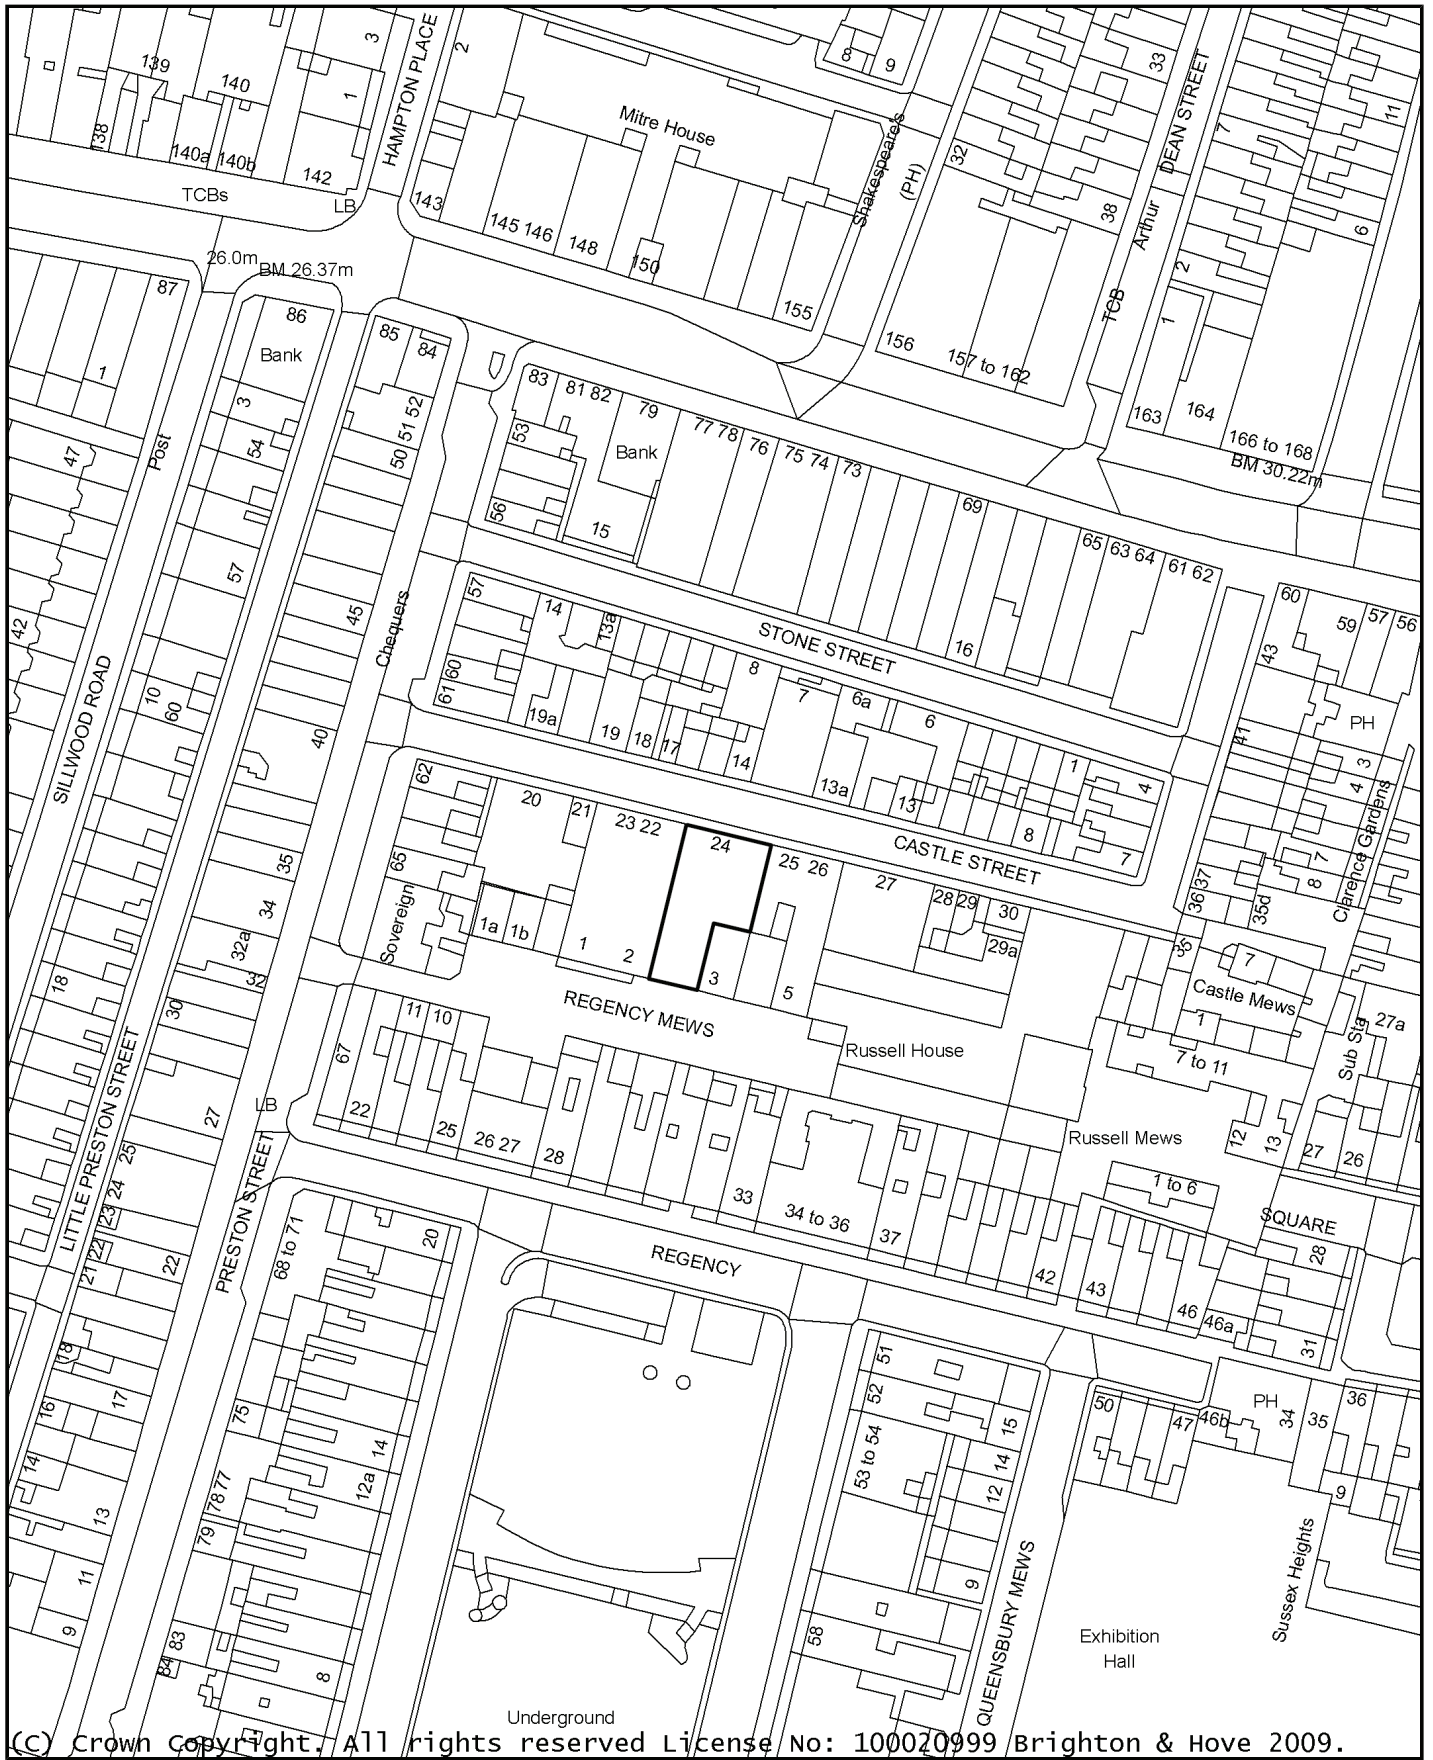 HAMPTON PLACE
3
2
139
140
1
138
140a
140b
142
TCBs
LB
143
145 146
148
150
155
Mitre House
8
9
Shakespeare's
(PH)
32
33
38
DEAN STREET
Arthur
TCB
7
11
6
2
1
156
157 to 162
163
164
166 to 168
BM 30.22m
26.0m
BM 26.37m
87
86
Bank
85
84
1
3
54
47
Post
50 51 52
83
81 82
79
77 78
76
75 74
73
53
Bank
56
15
69
65
63 64
61 62
60
59
57
56
57
45
42
Chequers
57
14
13a
STONE STREET
16
43
60
61
8
7
6a
6
PH
10
60
40
19a
19
18
17
14
13a
13
1
4
41
3
4
SILLWOOD ROAD
62
20
21
23 22
24
CASTLE STREET
8
7
25 26
27
28
29
30
29a
37
36
35d
7
8
Clarence Gardens
35
65
Sovereign
34
32a
32
1a
1b
1
2
3
5
35
7
Castle Mews
1
27a
Sub Sta
18
30
REGENCY MEWS
11 10
67
22
Russell House
7 to 11
LB
27
25
26 27
28
33
34 to 36
37
Russell Mews
12
13
27
26
1 to 6
SQUARE
LITTLE PRESTON STREET
25
24
23
22
21
22
PRESTON STREET
68 to 71
20
REGENCY
42
43
46
46a
28
31
18
17
16
14
13
75
14
12a
78 77
79
51
52
53 to 54
15
14
12
9
50
47
46b
PH
34
35
36
9
11
9
83
84
8
58
QUEENSBURY MEWS
Exhibition
Hall
Sussex Heights
Underground
(c) Crown Copyright. All rights reserved License No: 100020999 Brighton & Hove 2009.